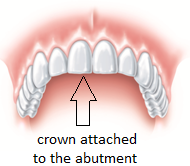 crown attached
to the abutment